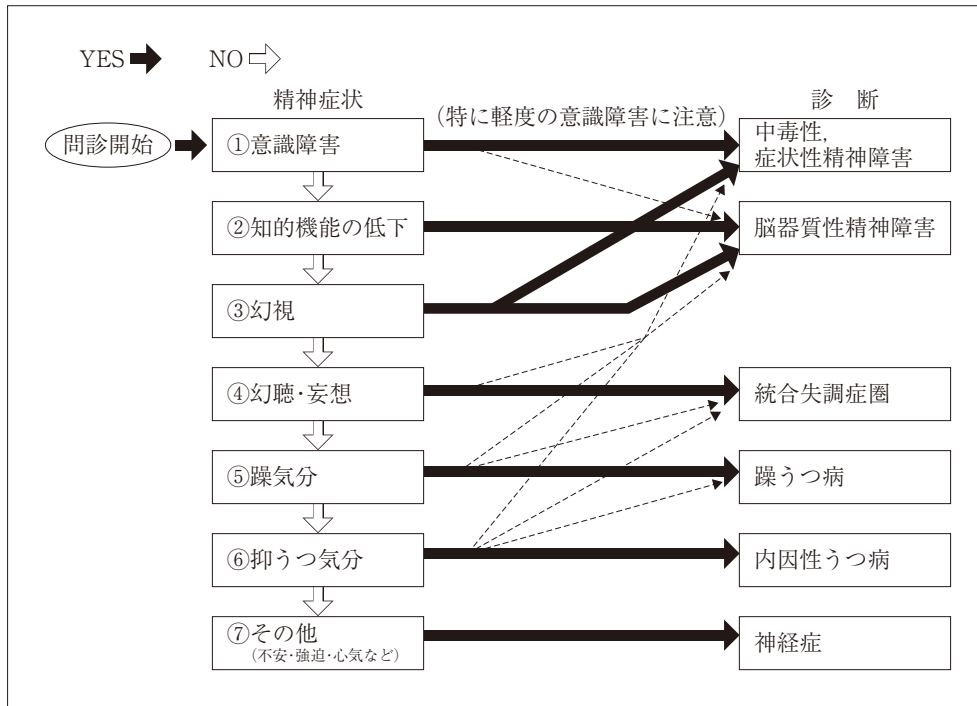 YES
NO
精神症状
(特に軽度の意識障害に注意)
診 断
問診開始
①意識障害
中毒性,
症状性精神障害
②知的機能の低下
脳器質性精神障害
③幻視
④幻聴・妄想
統合失調症圏
⑤躁気分
躁うつ病
⑥抑うつ気分
内因性うつ病
⑦その他
(不安・強迫・心気など)
神経症